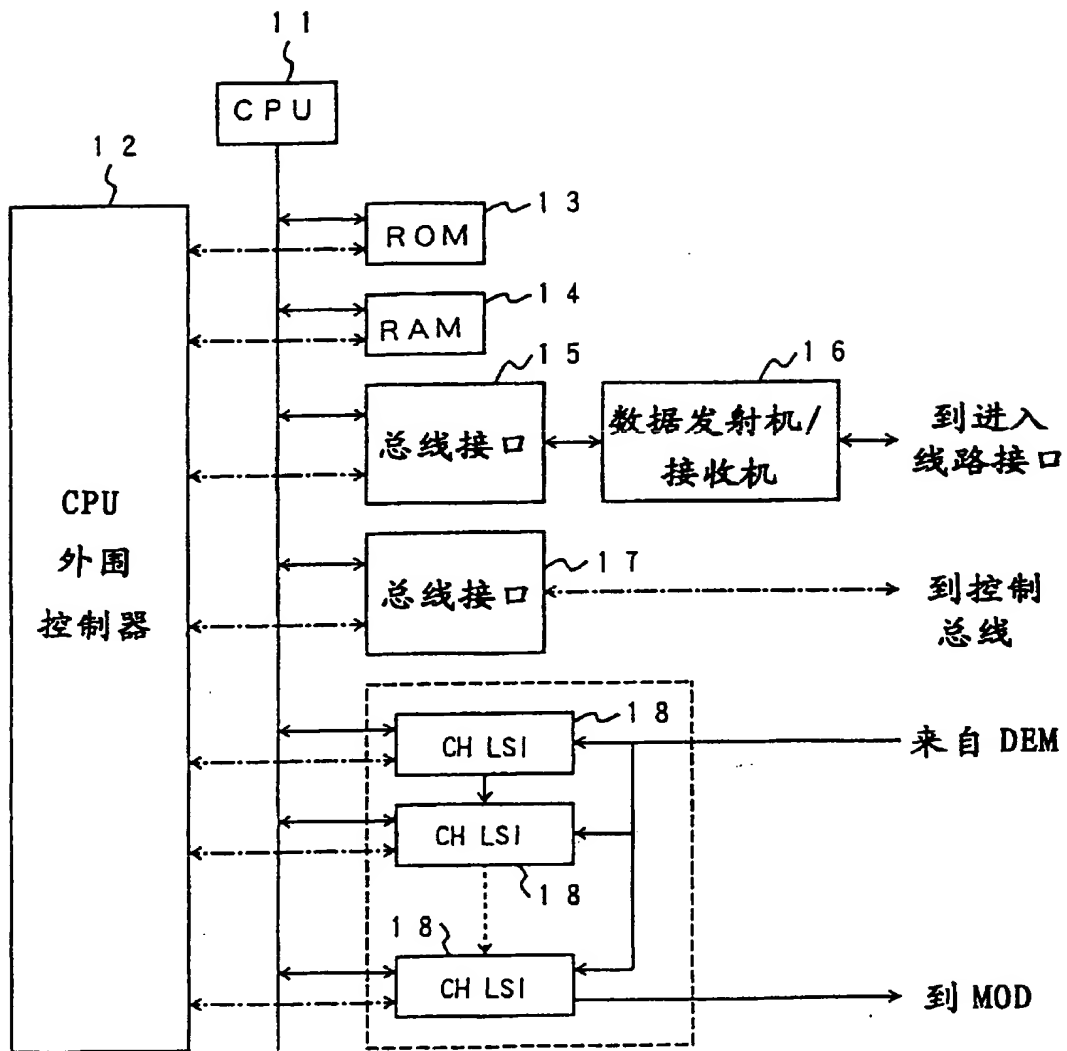 11
CPU
12
13
ROM
14
RAM
15
16
总线接口
数据发射机/
接收机
到进入
线路接口
CPU
外围
控制器
17
总线接口
到控制
总线
18
CH LSI
来自 DEM
CH LSI
18
18
CH LSI
到 MOD